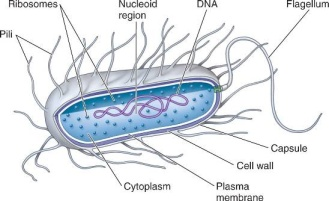 Ribosomes
Nucleoid
region
DNA
Flagellum
Pili
Capsule
Cell wall
Cytoplasm
Plasma
membrane